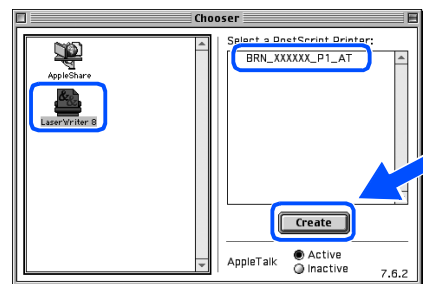 Chooser
AppleShare
LaserWriter 8
Select a PostScript Printer:
BRN_XXXXXX_P1_AT
Create
AppleTalk
Active
Inactive
7.6.2